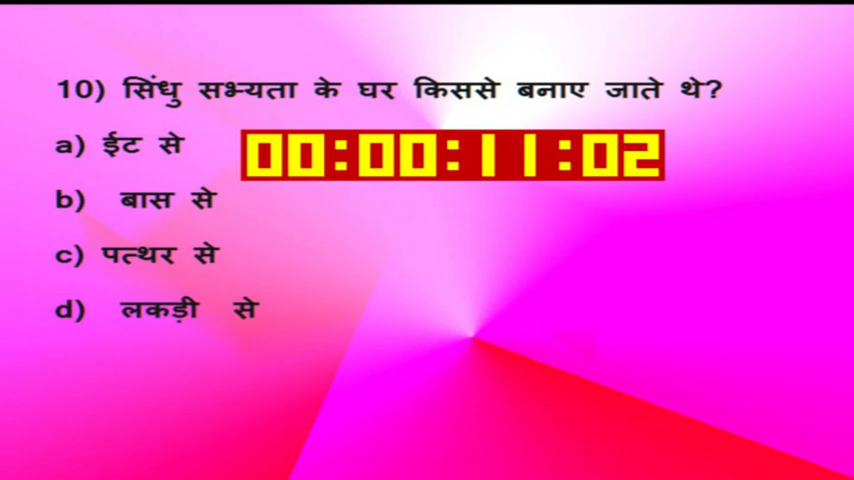 10) सिंधु सभ्यता के घर किससे बनाए जाते थे?
a) ईट से
00:00:11:02
b) बास से
c) पत्थर से
d) लकड़ी से